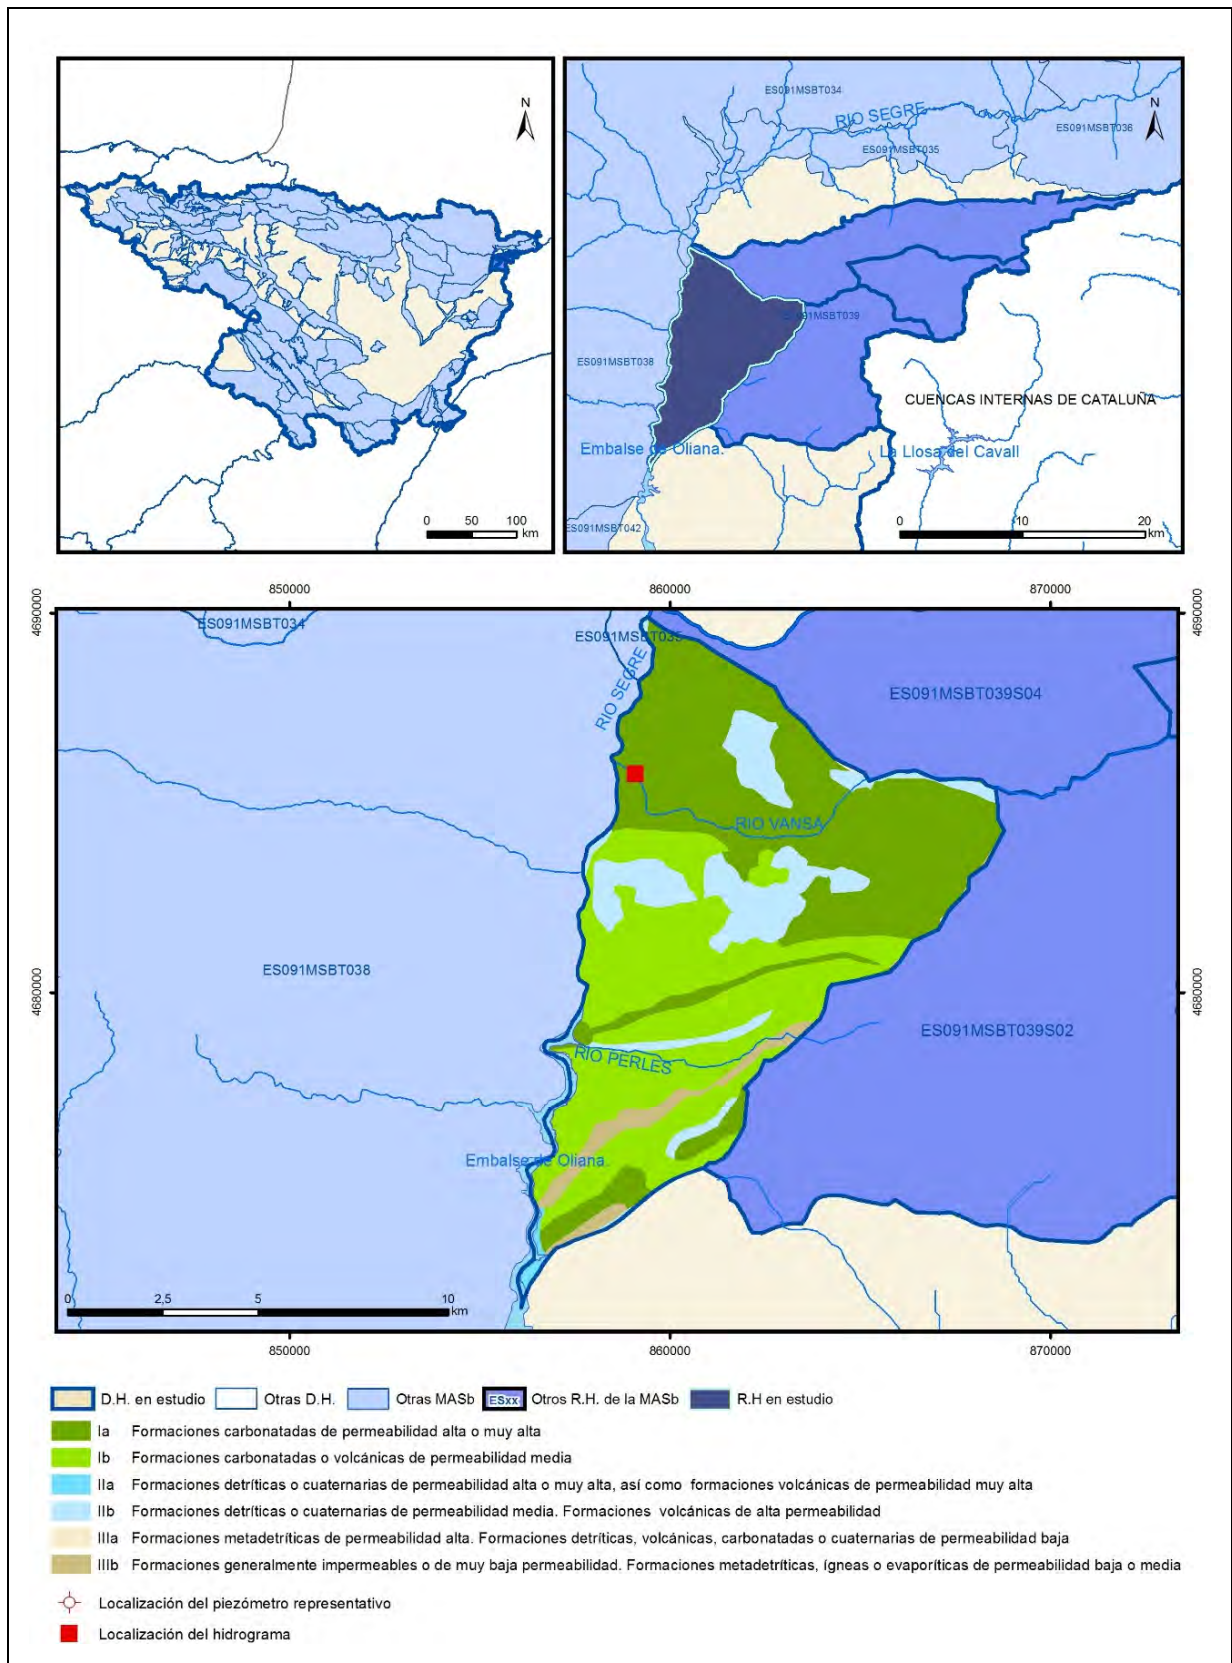 N
0 50 100
km
ES091MSBT034
RIO SEGRE
N
ES091MSBT036
ES091MSBT035
ES091MSBT039
ES091MSBT038
CUENCAS INTERNAS DE CATALUÑA
Embalse de Oliana.
La Llosa del Cavall
ES091MSBT042
0 10 20
km
850000 860000 870000
4690000 4690000
ES091MSBT034
ES091MSBT035
RIO SEGRE
ES091MSBT039S04
RIO VANSA
ES091MSBT038
4680000 4680000
ES091MSBT039S02
RIO PERLES
Embalse de Oliana.
0 2,5 5 10
km
850000 860000 870000
D.H. en estudio Otras D.H. Otras MASb ESxx Otros R.H. de la MASb R.H en estudio
Ia Formaciones carbonatadas de permeabilidad alta o muy alta
Ib Formaciones carbonatadas o volcánicas de permeabilidad media
IIa Formaciones detríticas o cuaternarias de permeabilidad alta o muy alta, así como formaciones volcánicas de permeabilidad muy alta
IIb Formaciones detríticas o cuaternarias de permeabilidad media. Formaciones volcánicas de alta permeabilidad
IIIa Formaciones metadetríticas de permeabilidad alta. Formaciones detríticas, volcánicas, carbonatadas o cuaternarias de permeabilidad baja
IIIb Formaciones generalmente impermeables o de muy baja permeabilidad. Formaciones metadetríticas, ígneas o evaporíticas de permeabilidad baja o media
Localización del piezómetro representativo
Localización del hidrograma